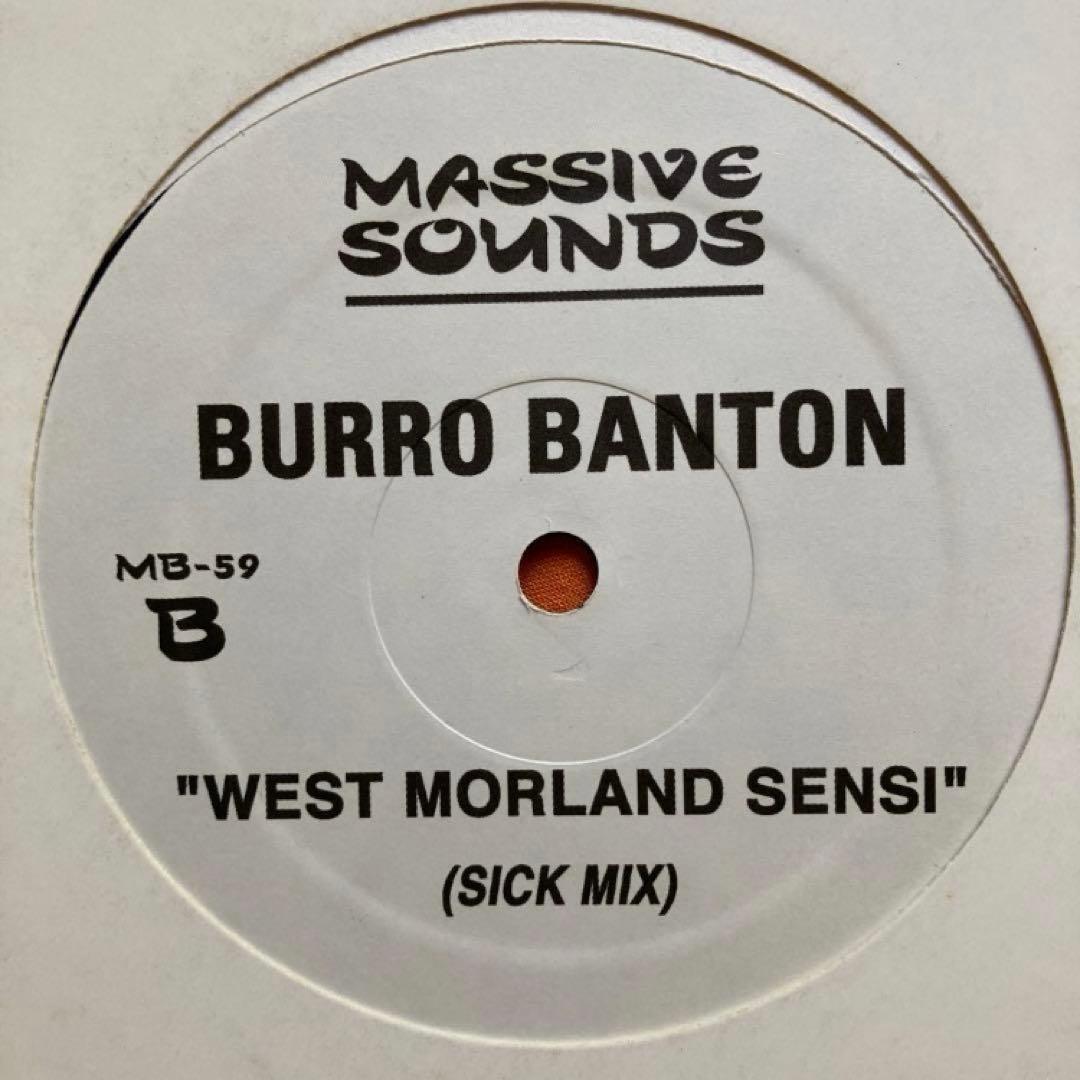 MASSIVE
SOUNDS
BURRO BANTON
MB-59
B
"WEST MORLAND SENSI"
(SICK MIX)